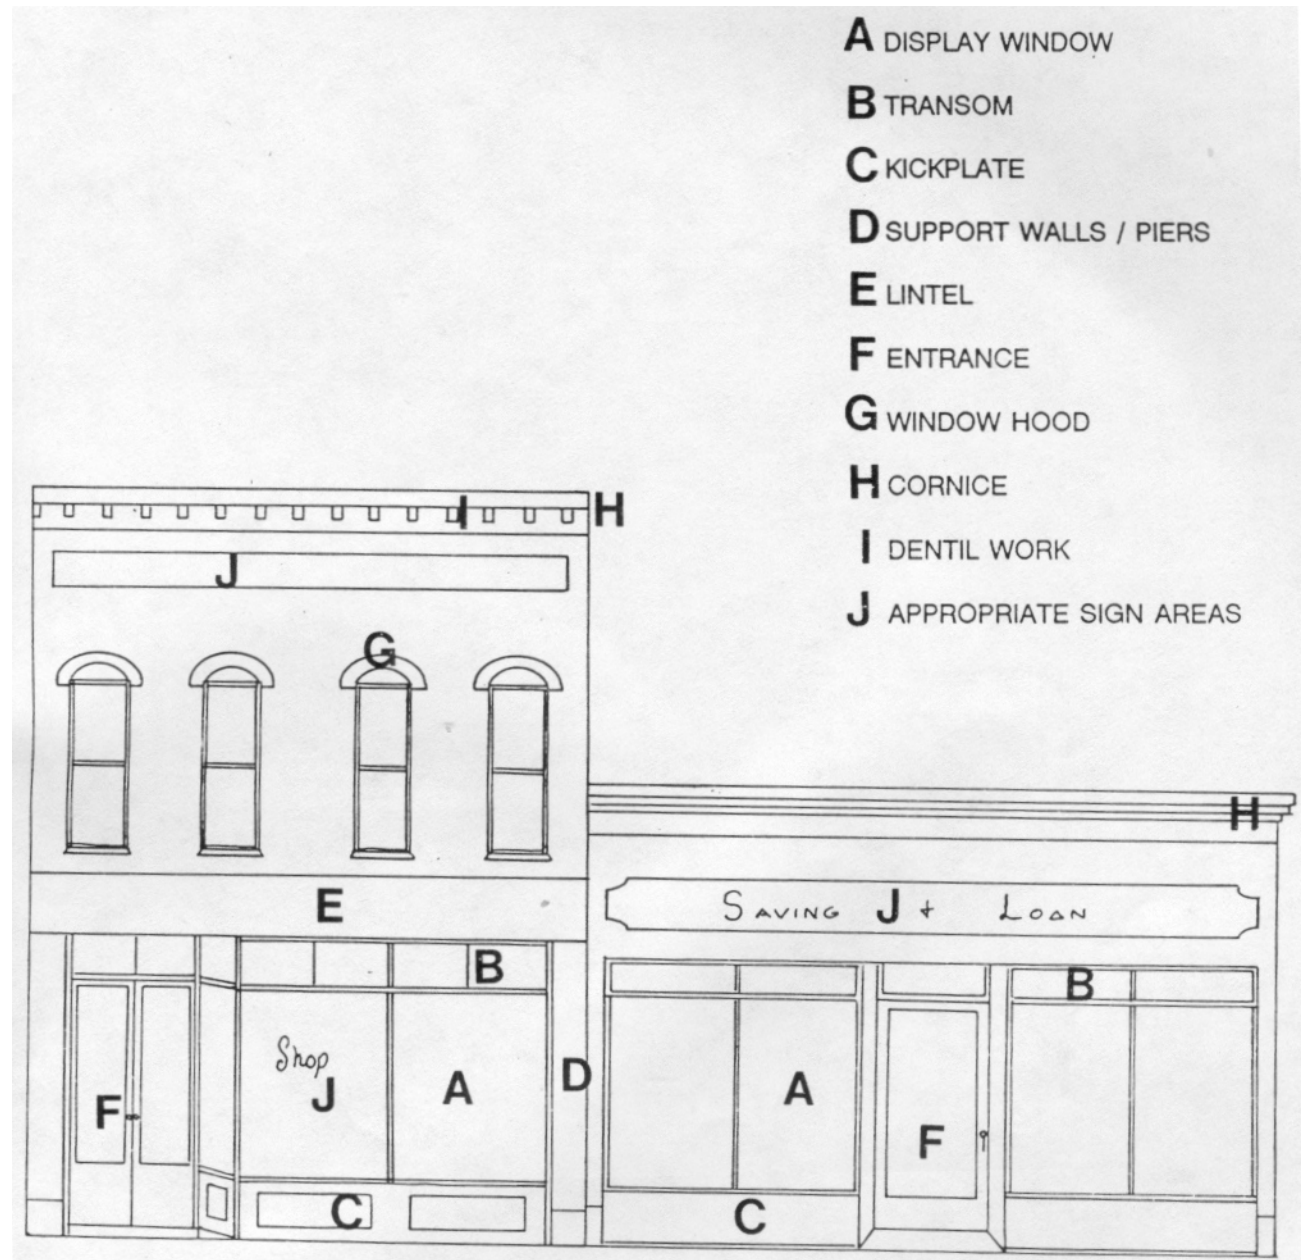 A DISPLAY WINDOW
B TRANSOM
C KICKPLATE
D SUPPORT WALLS / PIERS
E LINTEL
F ENTRANCE
G WINDOW HOOD
H CORNICE
I DENTIL WORK
J APPROPRIATE SIGN AREAS
I H
J
G
H
E
SAVING J + LOAN
B B
Shop
J A D A
F F
C C